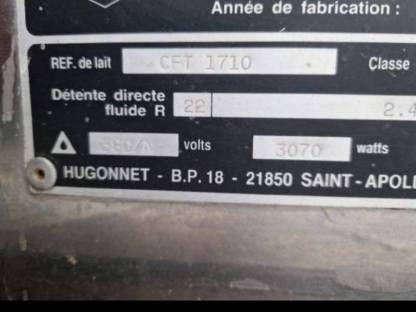 Année de fabrication :
REF. de lait CFT 1710 Classe
Détente directe
fluide R 22 2.4
380/N volts 3070 watts
HUGONNET - B.P. 18 - 21850 SAINT-APOL